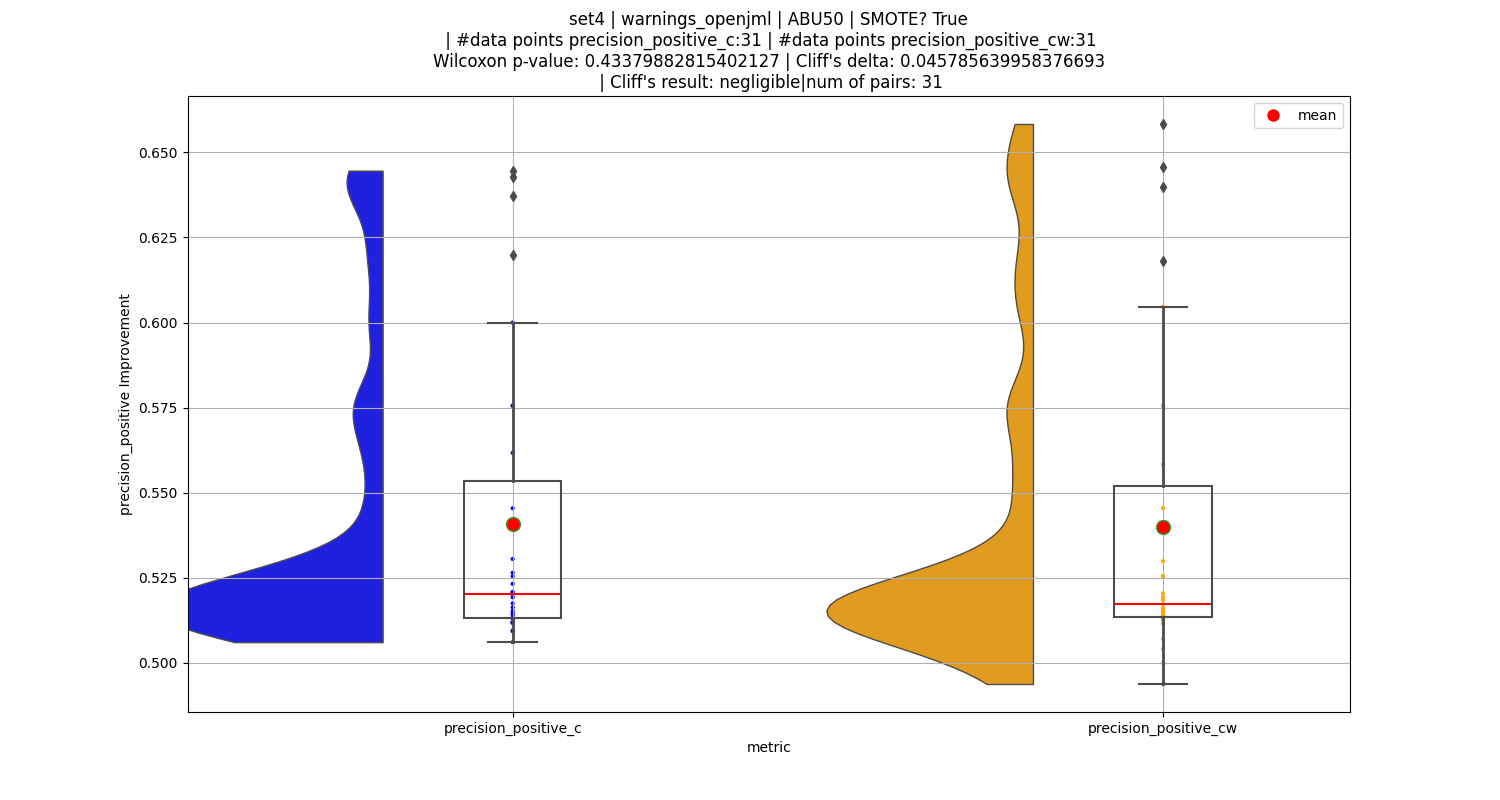 set4 | warnings_openjml | ABU50 | SMOTE? True
| #data points precision_positive_c:31 | #data points precision_positive_cw:31
Wilcoxon p-value: 0.43379882815402127 | Cliff's delta: 0.045785639958376693
| Cliff's result: negligible|num of pairs: 31
mean
0.650
0.625
0.600
0.575
0.550
0.525
0.500
precision_positive Improvement
precision_positive_c
precision_positive_cw
metric